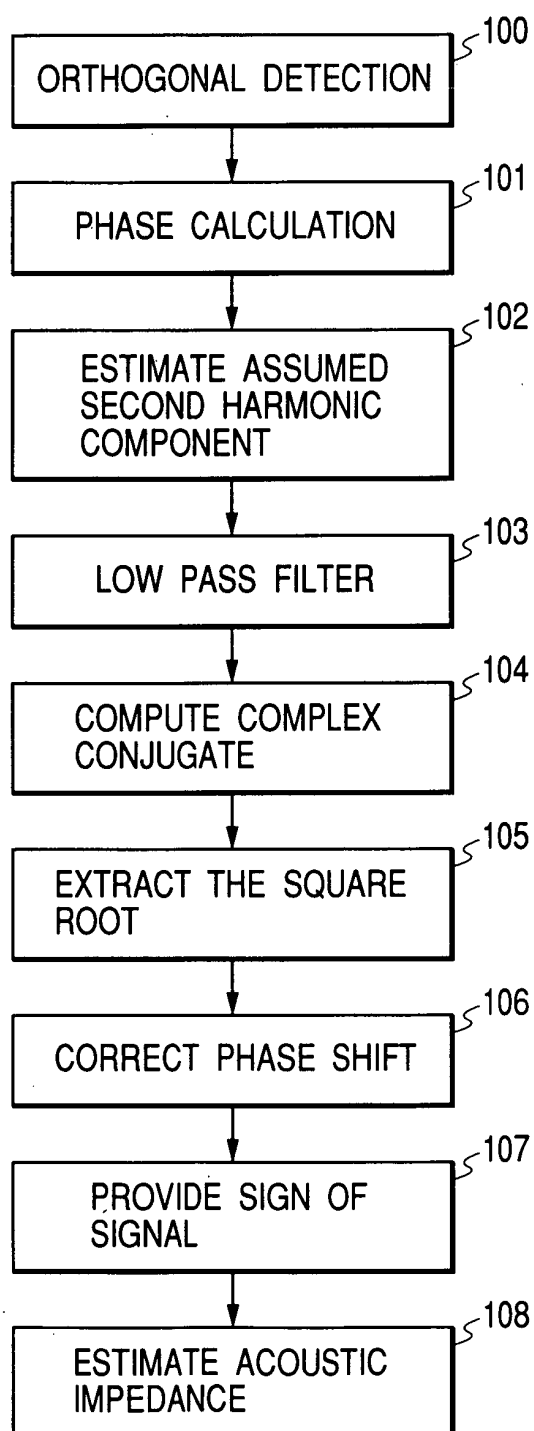 100
ORTHOGONAL DETECTION
101
PHASE CALCULATION
102
ESTIMATE ASSUMED
SECOND HARMONIC
COMPONENT
103
LOW PASS FILTER
104
COMPUTE COMPLEX
CONJUGATE
105
EXTRACT THE SQUARE
ROOT
106
CORRECT PHASE SHIFT
107
PROVIDE SIGN OF
SIGNAL
108
ESTIMATE ACOUSTIC
IMPEDANCE